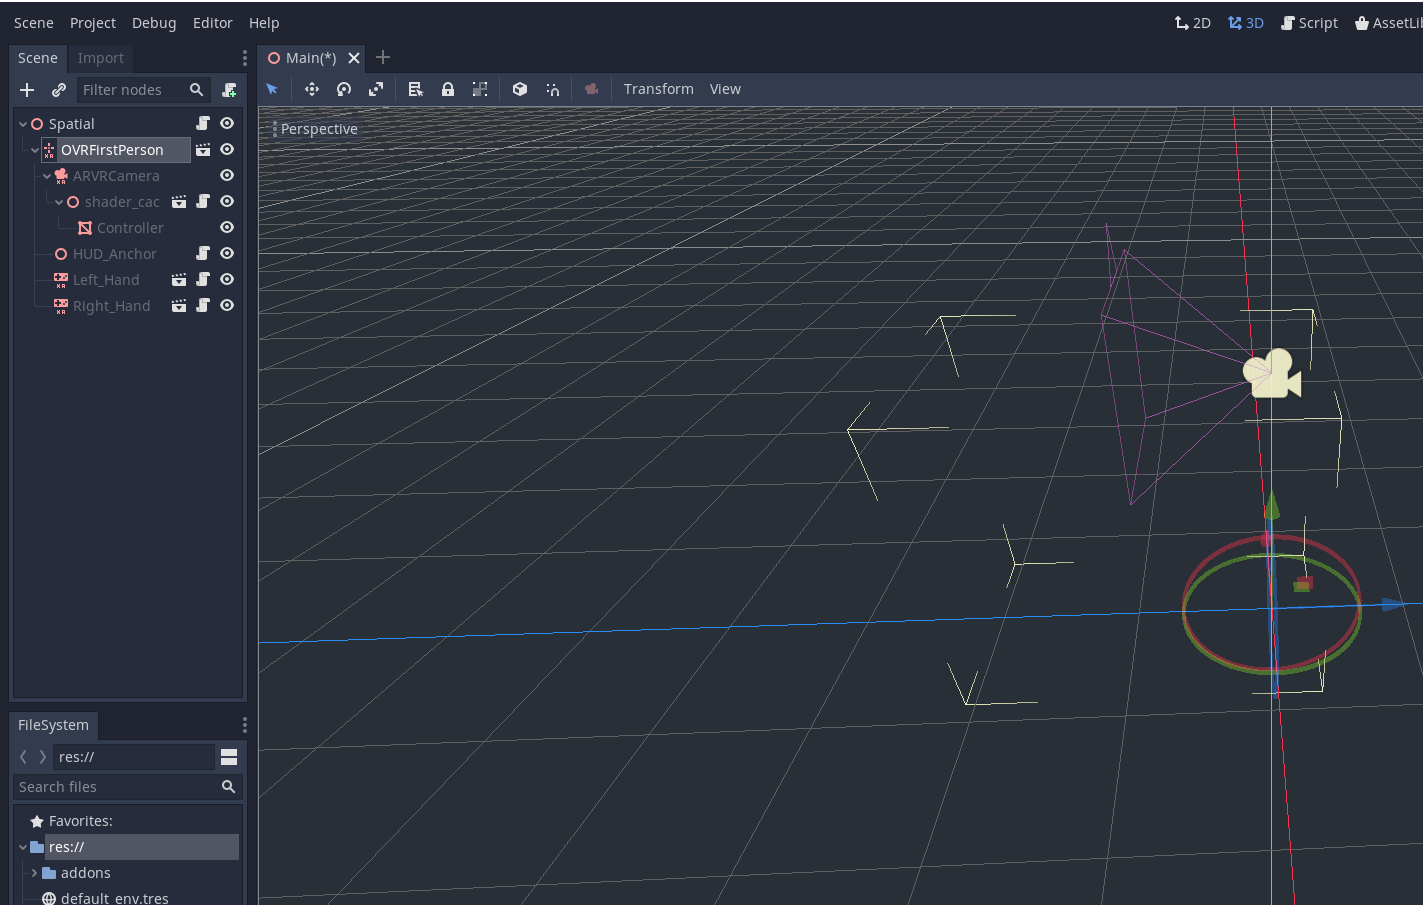 Scene Project Debug Editor Help 2D 3D Script AssetLib
Scene Import Main(*)
Filter nodes Transform View
Perspective
Spatial
OVRFirstPerson
ARVRCamera
shader_cac
Controller
HUD_Anchor
Left_Hand
Right_Hand
FileSystem
res://
Search files
Favorites:
res://
addons
default_env.tres